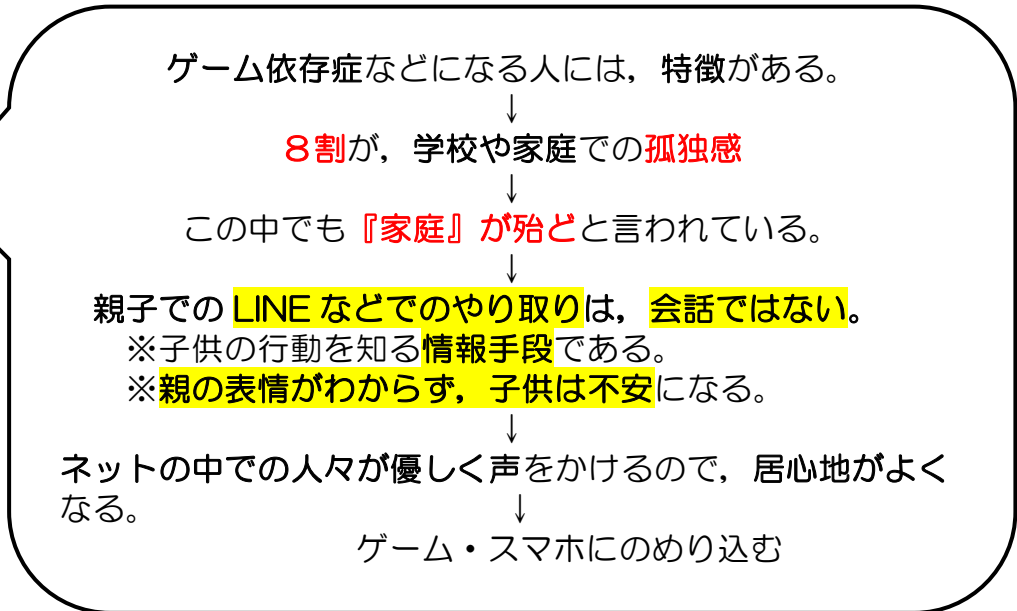 ゲーム依存症などになる人には，特徴がある。
↓
８割が，学校や家庭での孤独感
↓
この中でも『家庭』が殆どと言われている。
↓
親子での LINE などでのやり取りは，会話ではない。
※子供の行動を知る情報手段である。
※親の表情がわからず，子供は不安になる。
↓
ネットの中での人々が優しく声をかけるので，居心地がよく
なる。
↓
ゲーム・スマホにのめり込む